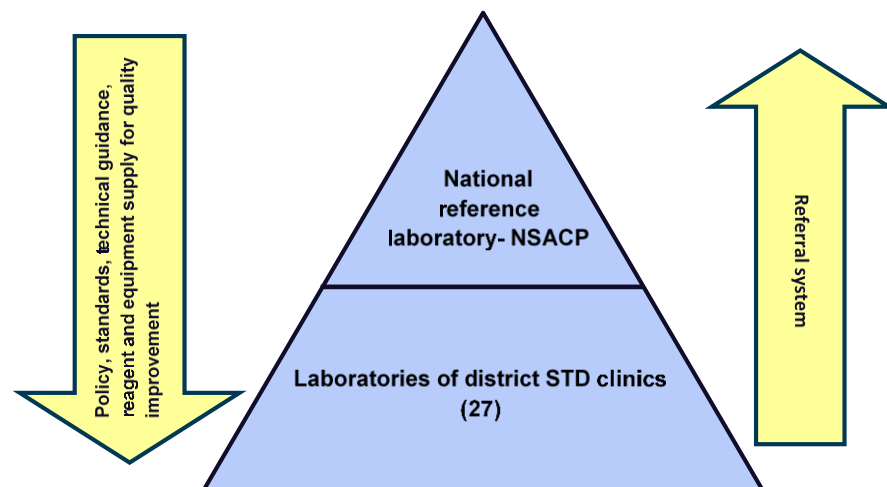 Policy, standards, technical guidance,
reagent and equipment supply for quality
improvement
National
reference
laboratory- NSACP
Laboratories of district STD clinics
(27)
Referral system